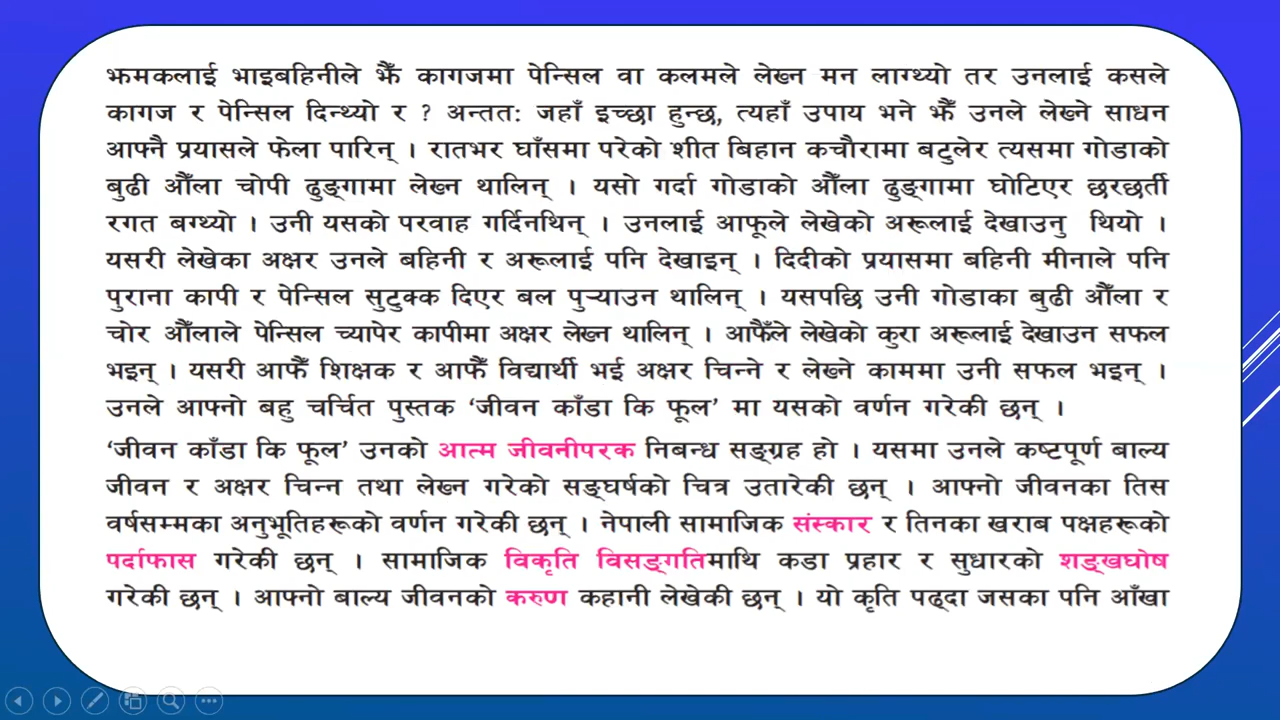 झमकलाई भाइबहिनीले झैँ कागजमा पेन्सिल वा कलमले लेख्न मन लाग्थ्यो तर उनलाई कसले
कागज र पेन्सिल दिन्थ्यो र ? अन्ततः जहाँ इच्छा हुन्छ, त्यहाँ उपाय भने झैँ उनले लेख्ने साधन
आफ्नै प्रयासले फेला पारिन् । रातभर घाँसमा परेको शीत बिहान कचौरामा बटुलेर त्यसमा गोडाको
बुढी औँला चोपी ढुङ्गामा लेख्न थालिन् । यसो गर्दा गोडाको औँला ढुङ्गामा घोटिएर छरछर्ती
रगत बग्थ्यो । उनी यसको परवाह गर्दिनथिन् । उनलाई आफूले लेखेको अरूलाई देखाउनु थियो ।
यसरी लेखेका अक्षर उनले बहिनी र अरूलाई पनि देखाइन् । दिदीको प्रयासमा बहिनी मीनाले पनि
पुराना कापी र पेन्सिल सुटुक्क दिएर बल पुऱ्याउन थालिन् । यसपछि उनी गोडाका बुढी औँला र
चोर औँलाले पेन्सिल च्यापेर कापीमा अक्षर लेख्न थालिन् । आफैँले लेखेको कुरा अरूलाई देखाउन सफल
भइन् । यसरी आफैँ शिक्षक र आफैँ विद्यार्थी भई अक्षर चिन्ने र लेख्ने काममा उनी सफल भइन् ।
उनले आफ्नो बहु चर्चित पुस्तक ‘जीवन काँडा कि फूल’ मा यसको वर्णन गरेकी छन् ।
‘जीवन काँडा कि फूल’ उनको आत्म जीवनीपरक निबन्ध सङ्ग्रह हो । यसमा उनले कष्टपूर्ण बाल्य
जीवन र अक्षर चिन्न तथा लेख्न गरेको सङ्घर्षको चित्र उतारेकी छन् । आफ्नो जीवनका तिस
वर्षसम्मका अनुभूतिहरूको वर्णन गरेकी छन् । नेपाली सामाजिक संस्कार र तिनका खराब पक्षहरूको
पर्दाफास गरेकी छन् । सामाजिक विकृति विसङ्गतिमाथि कडा प्रहार र सुधारको शङ्खघोष
गरेकी छन् । आफ्नो बाल्य जीवनको करुण कहानी लेखेकी छन् । यो कृति पढ्दा जसका पनि आँखा